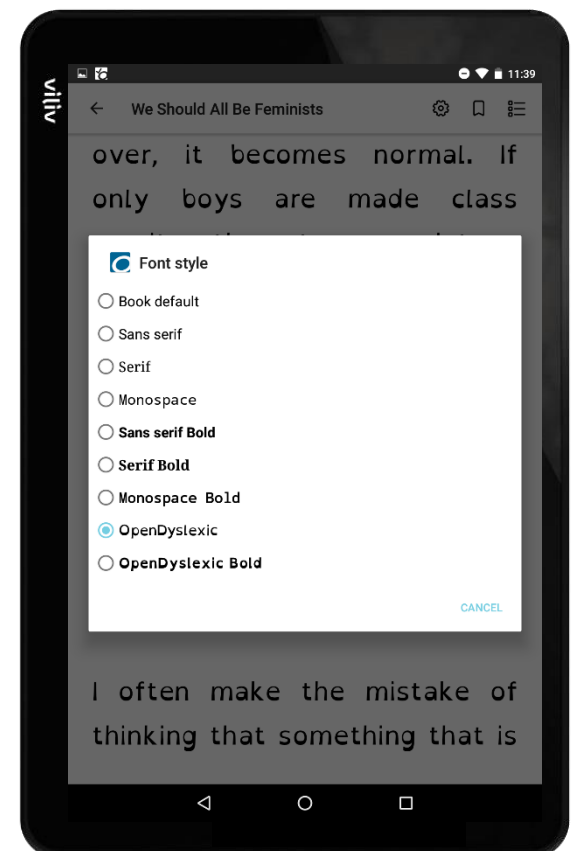 vitiv
11:39
We Should All Be Feminists
over, it becomes normal. If
only boys are made class
Font style
Book default
Sans serif
Serif
Monospace
Sans serif Bold
Serif Bold
Monospace Bold
OpenDyslexic
OpenDyslexic Bold
CANCEL
I often make the mistake of
thinking that something that is